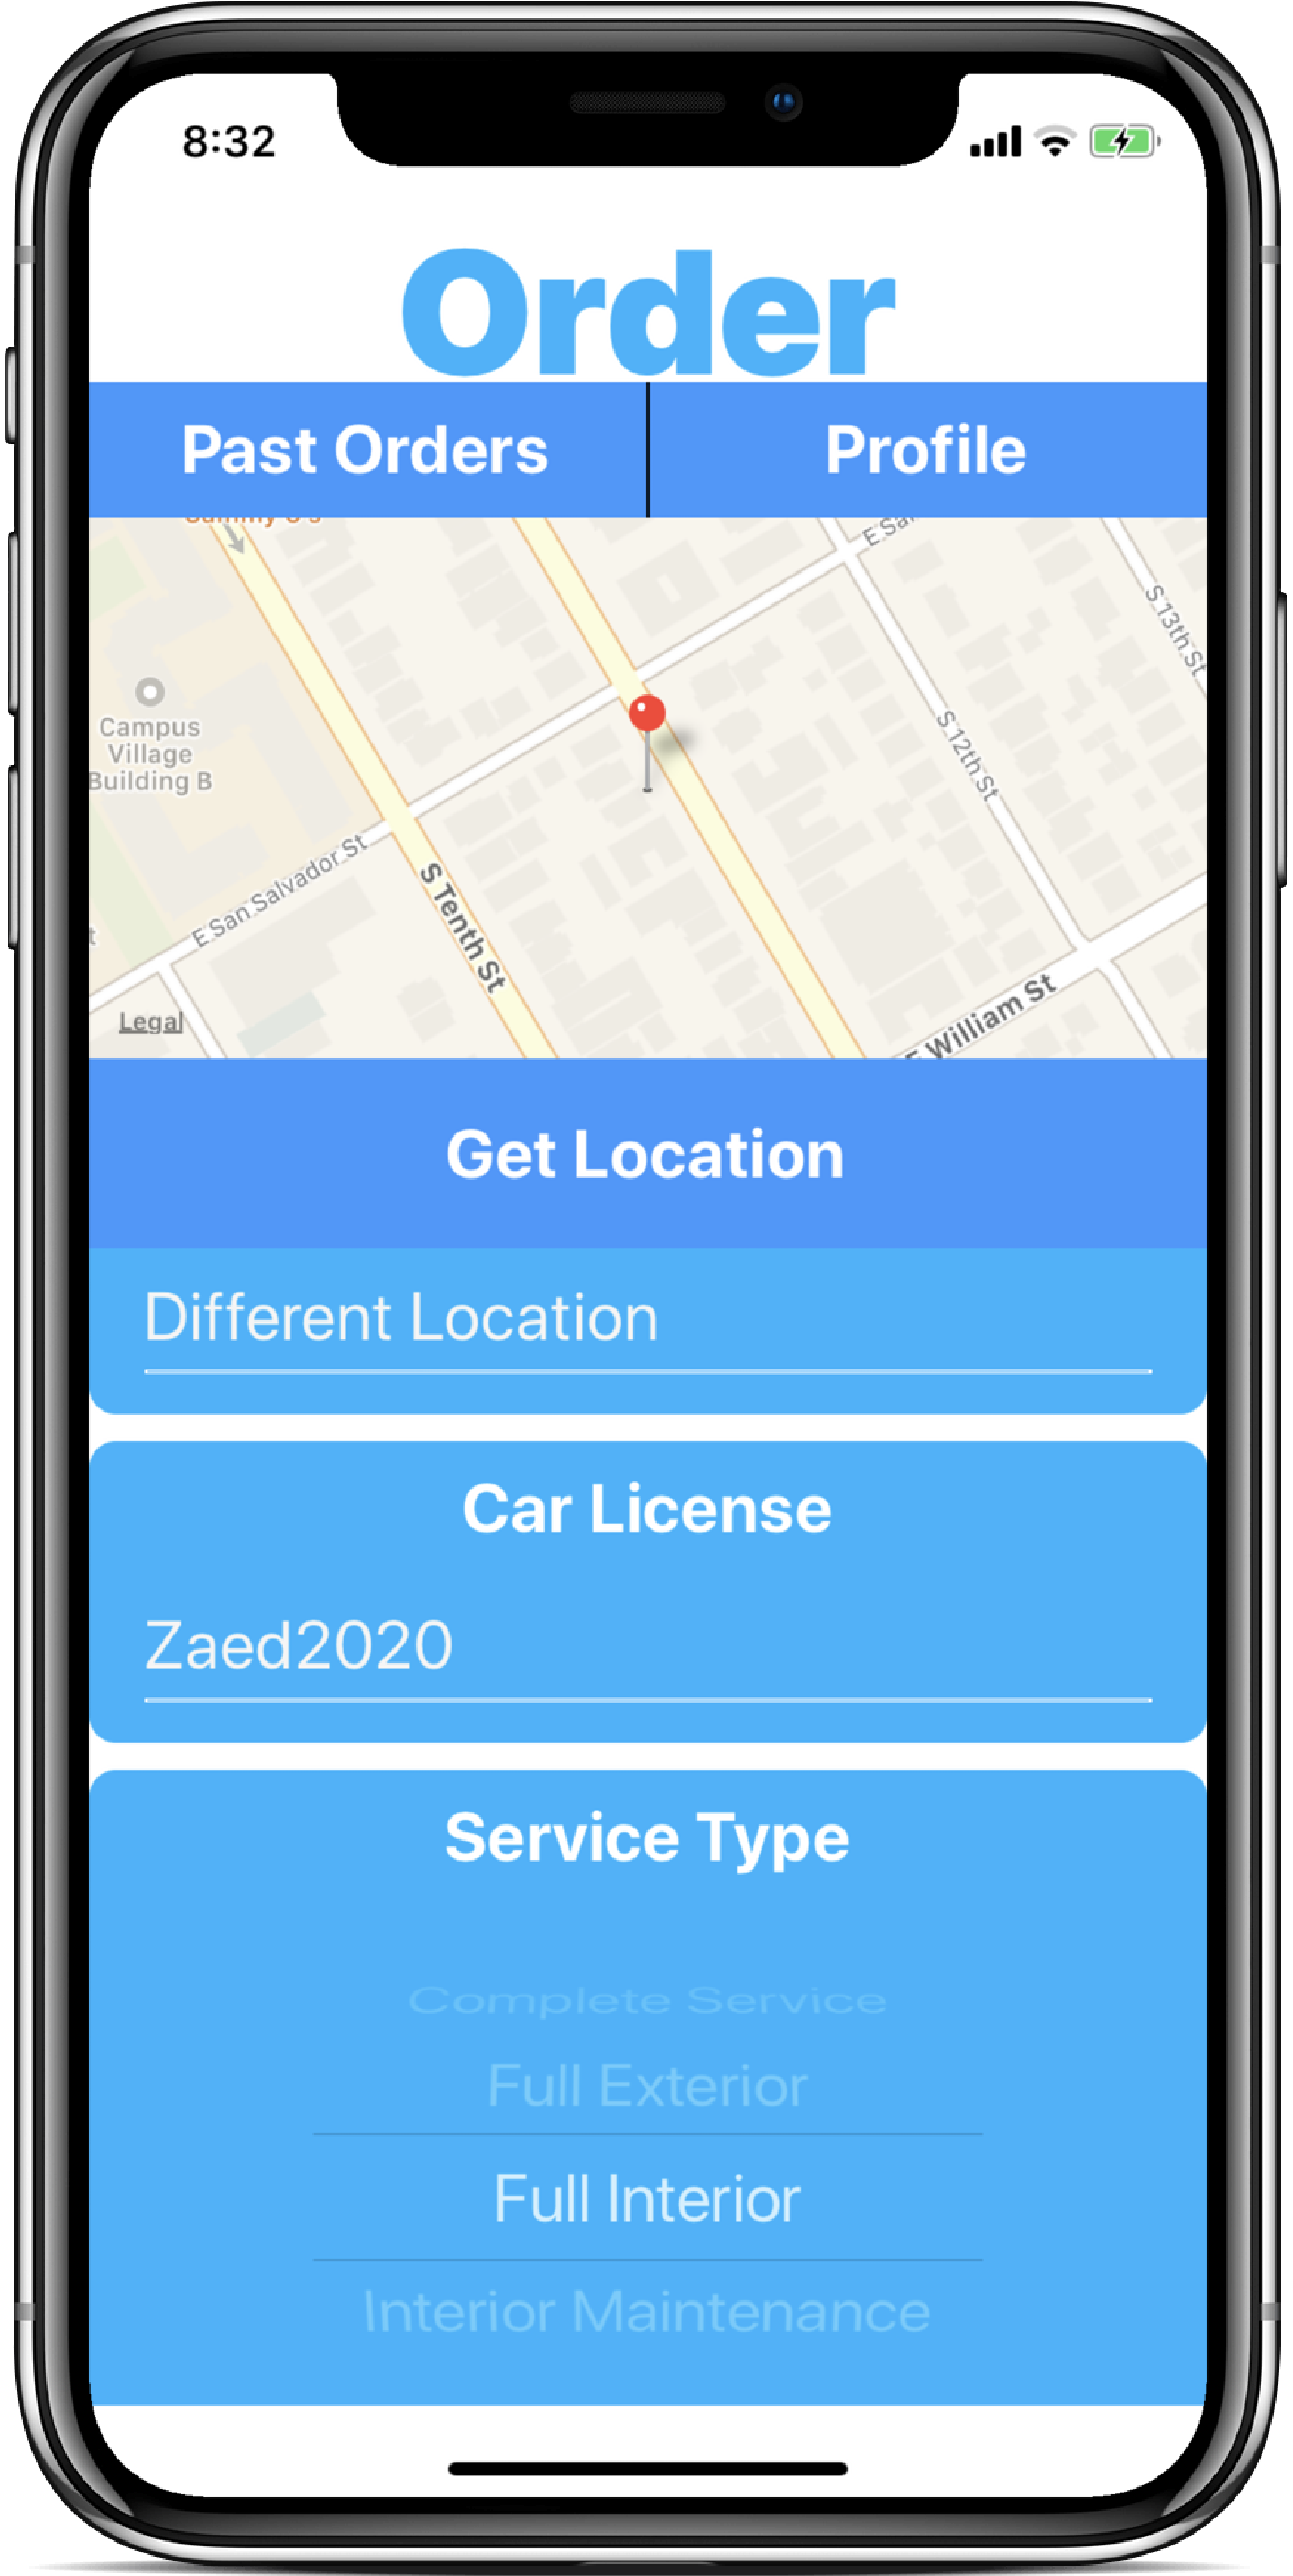 8:32
Order
Past Orders
Profile
E Sa
S 13th St
Campus
Village
Building B
S 12th St
E San Salvador St
S Tenth St
Legal
E William St
Get Location
Different Location
Car License
Zaed2020
Service Type
Complete Service
Full Exterior
Full Interior
Interior Maintenance